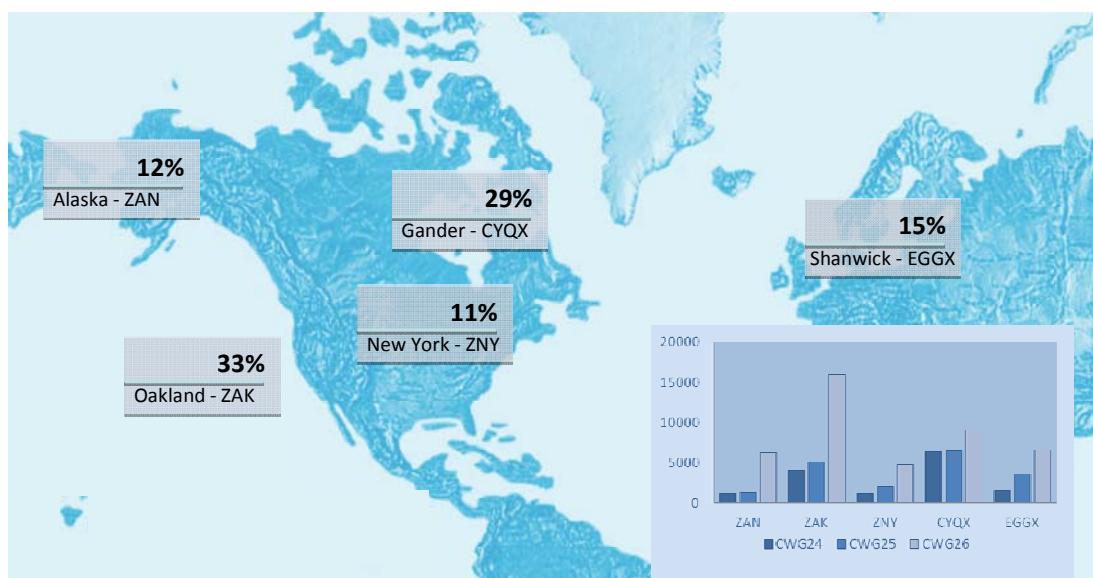 12%
Alaska - ZAN
29%
Gander - CYQX
15%
Shanwick - EGGX
11%
New York - ZNY
33%
Oakland - ZAK
20000
15000
10000
5000
0
ZAN ZAK ZNY CYQX EGGX
CWG24 CWG25 CWG26